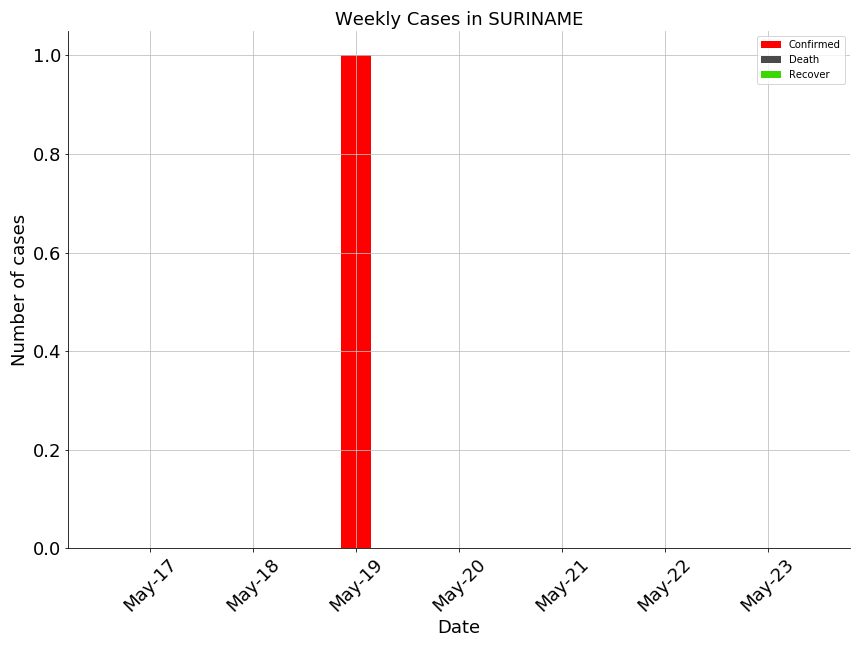 Weekly Cases in SURINAME
Confirmed
Death
Recover
Number of cases
1.0
0.8
0.6
0.4
0.2
0.0
May-17
May-18
May-19
May-20
May-21
May-22
May-23
Date